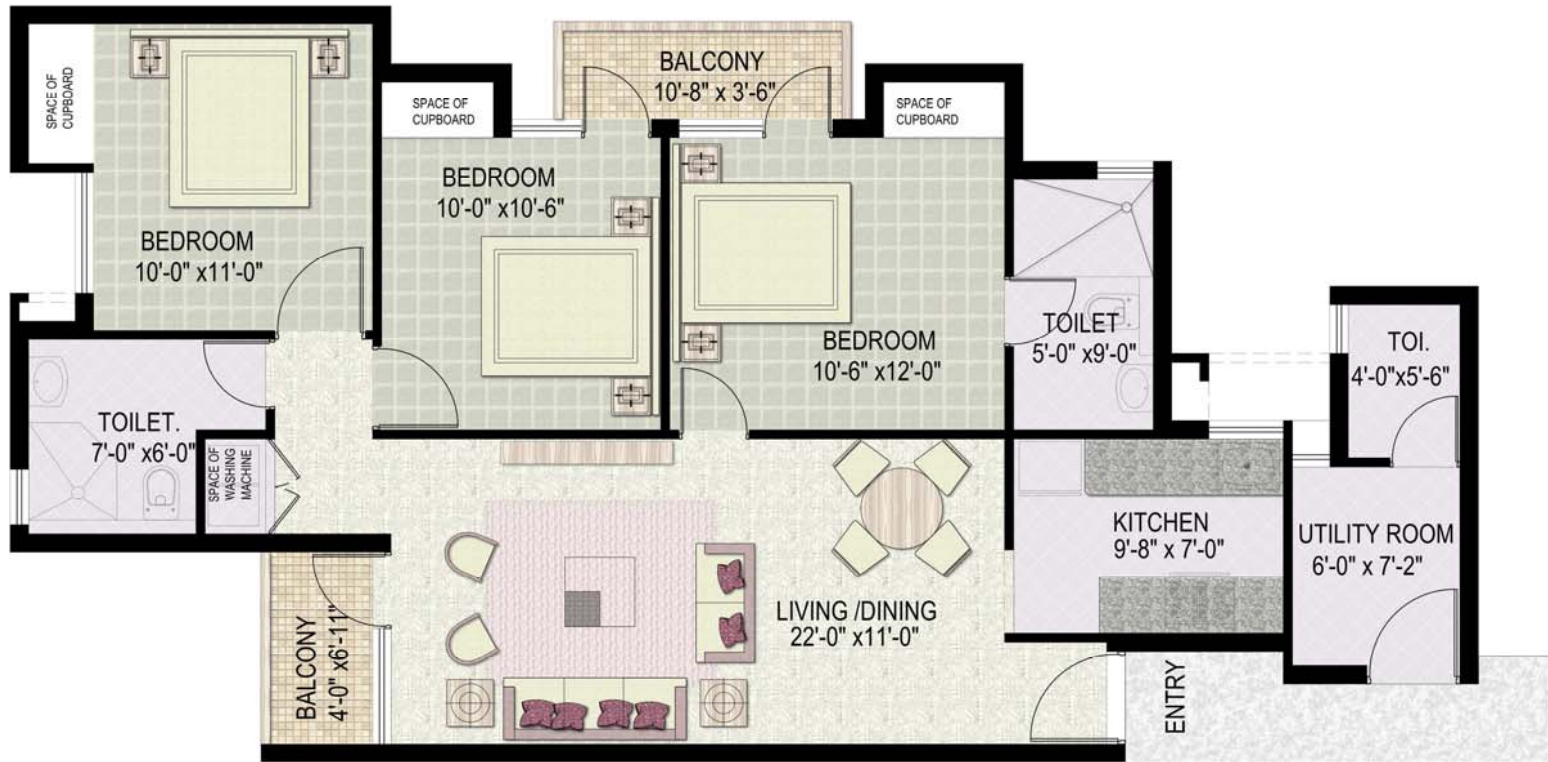 SPACE OF
CUPBOARD
BEDROOM
10'-0" x11'-0"
SPACE OF
CUPBOARD
BEDROOM
10'-0" x10'-6"
BALCONY
10'-8" x 3'-6"
SPACE OF
CUPBOARD
BEDROOM
10'-6" x12'-0"
TOILET
5'-0" x9'-0"
TOI.
4'-0"x5'-6"
TOILET.
7'-0" x6'-0"
SPACE OF
WASHING
MACHINE
KITCHEN
9'-8" x 7'-0"
UTILITY ROOM
6'-0" x 7'-2"
BALCONY
4'-0" x6'-11"
LIVING /DINING
22'-0" x11'-0"
ENTRY